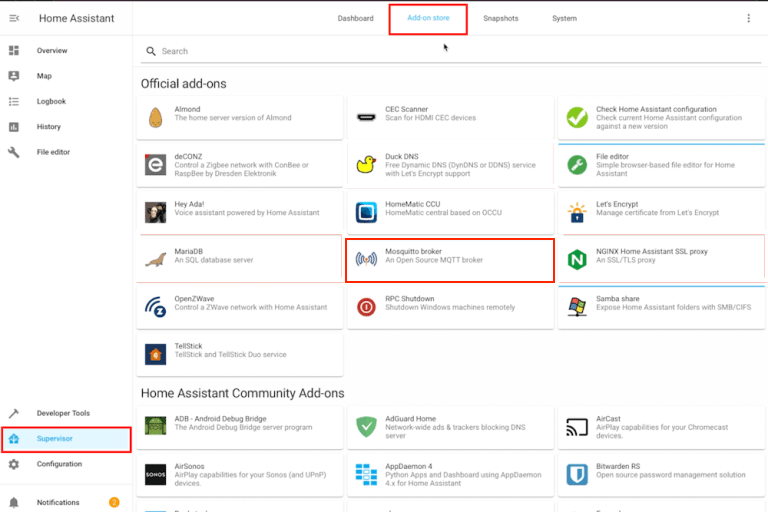 Home Assistant
Dashboard
Add-on store
Snapshots
System
Overview
Map
Logbook
History
File editor
Search
Official add-ons
Almond
The home server version of Almond
CEC Scanner
Scan for HDMI CEC devices
Check Home Assistant configuration
Check current Home Assistant configuration
against a new version
deCONZ
Control a Zigbee network with ConBee or
RaspBee by Dresden Elektronik
Duck DNS
Free Dynamic DNS (DynDNS or DDNS) service
with Let's Encrypt support
File editor
Simple browser-based file editor for Home
Assistant
Hey Ada!
Voice assistant powered by Home Assistant
HomeMatic CCU
HomeMatic central based on OCCU
Let's Encrypt
Manage certificate from Let's Encrypt
MariaDB
An SQL database server
Mosquitto broker
An Open Source MQTT broker
NGINX Home Assistant SSL proxy
An SSL/TLS proxy
OpenZWave
Control a ZWave network with Home Assistant
RPC Shutdown
Shutdown Windows machines remotely
Samba share
Expose Home Assistant folders with SMB/CIFS
TellStick
TellStick and TellStick Duo service
Home Assistant Community Add-ons
ADB - Android Debug Bridge
The Android Debug Bridge server program
AdGuard Home
Network-wide ads & trackers blocking DNS
server
AirCast
AirPlay capabilities for your Chromecast
devices.
SONOS
AirSonos
AirPlay capabilities for your Sonos (and UPnP)
devices.
AppDaemon 4
Python Apps and Dashboard using AppDaemon
4.x for Home Assistant
Bitwarden RS
Open source password management solution
Developer Tools
Supervisor
Configuration
Notifications
2